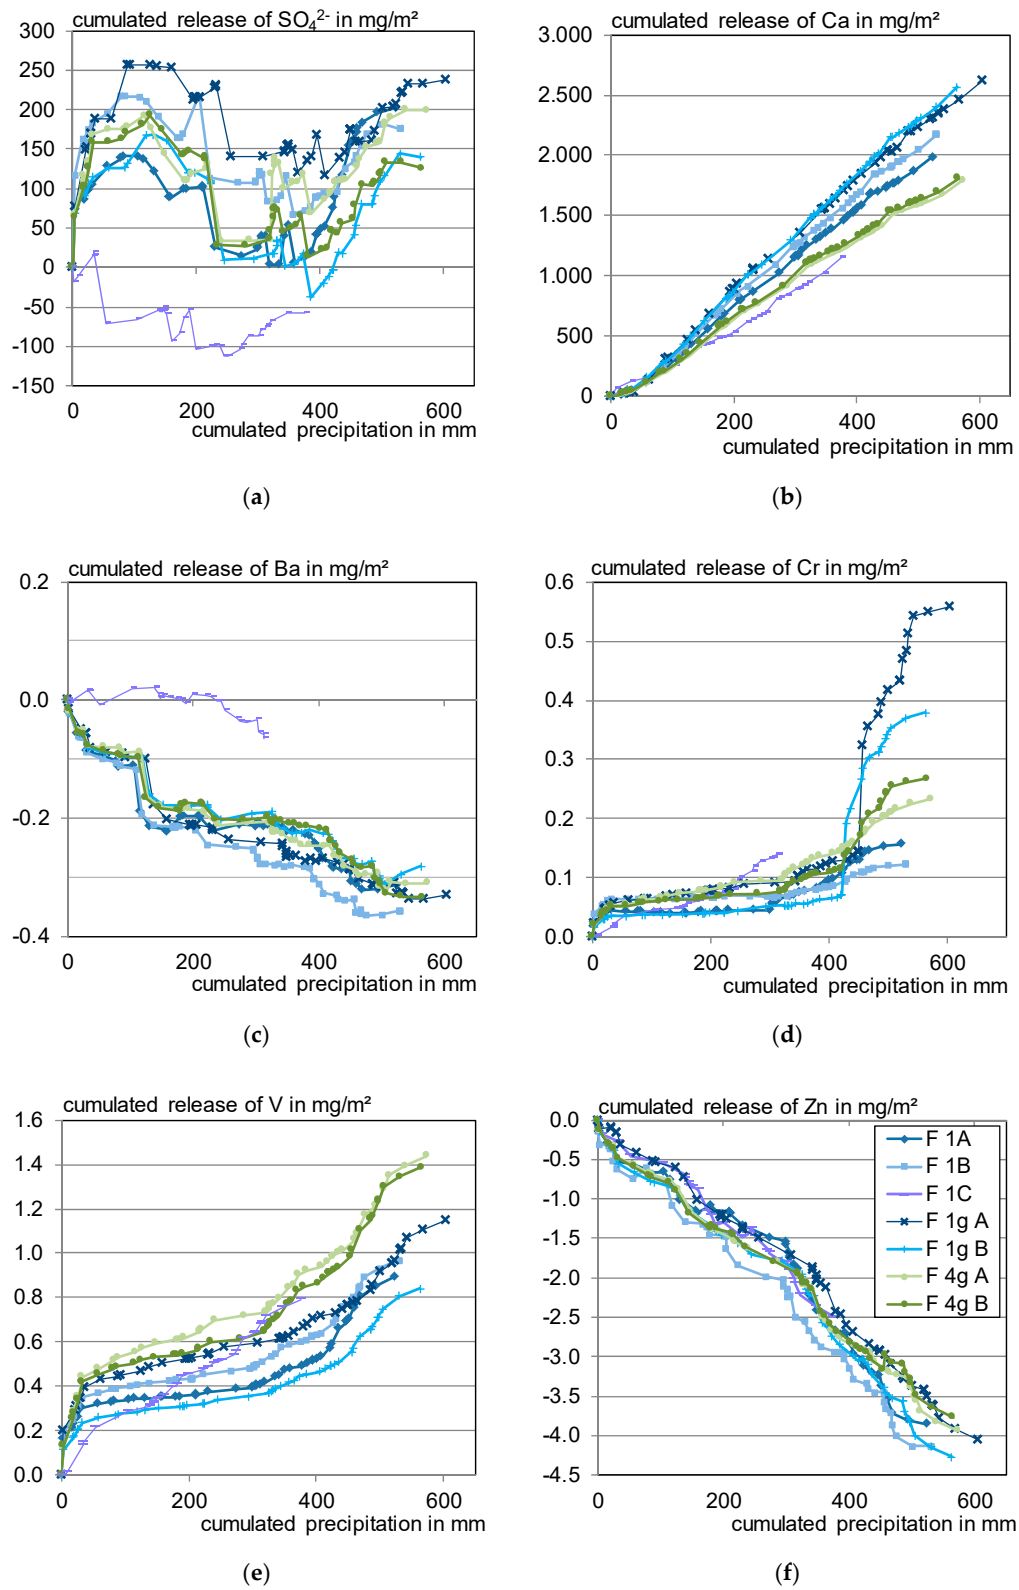 cumulated release of SO₄²⁻ in mg/m²
300
250
200
150
100
50
0
-50
-100
-150
0 200 400 600
cumulated precipitation in mm
(a)
cumulated release of Ca in mg/m²
3.000
2.500
2.000
1.500
1.000
500
0
0 200 400 600
cumulated precipitation in mm
(b)
cumulated release of Ba in mg/m²
0.2
0.0
-0.2
-0.4
0 200 400 600
cumulated precipitation in mm
(c)
cumulated release of Cr in mg/m²
0.6
0.5
0.4
0.3
0.2
0.1
0.0
0 200 400 600
cumulated precipitation in mm
(d)
cumulated release of V in mg/m²
1.6
1.4
1.2
1.0
0.8
0.6
0.4
0.2
0.0
0 200 400 600
cumulated precipitation in mm
(e)
cumulated release of Zn in mg/m²
0.0
-0.5
-1.0
-1.5
-2.0
-2.5
-3.0
-3.5
-4.0
-4.5
F 1A
F 1B
F 1C
F 1g A
F 1g B
F 4g A
F 4g B
0 200 400 600
cumulated precipitation in mm
(f)